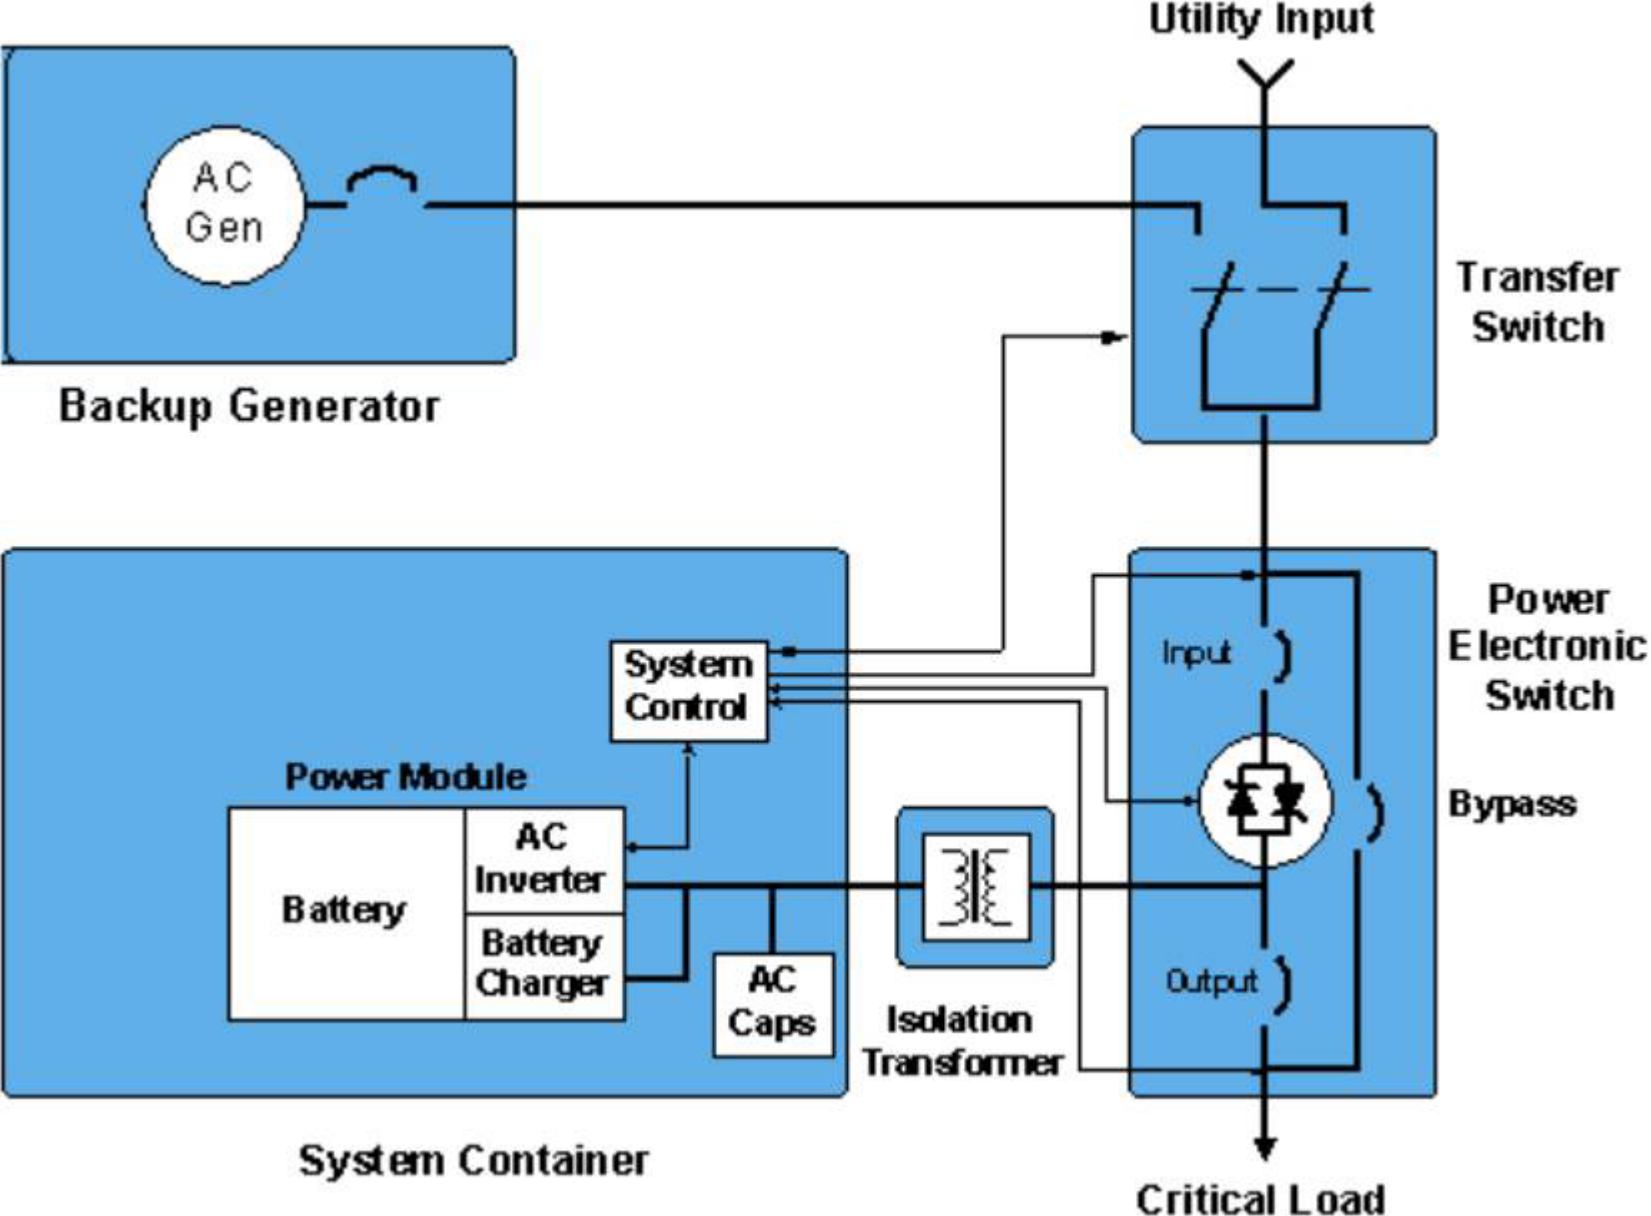 Utility Input
AC
Gen
Transfer
Switch
Backup Generator
Power
Electronic
Switch
Input
System
Control
Power Module
Bypass
AC
Inverter
Battery
Battery
Charger
AC
Caps
Output
Isolation
Transformer
System Container
Critical Load